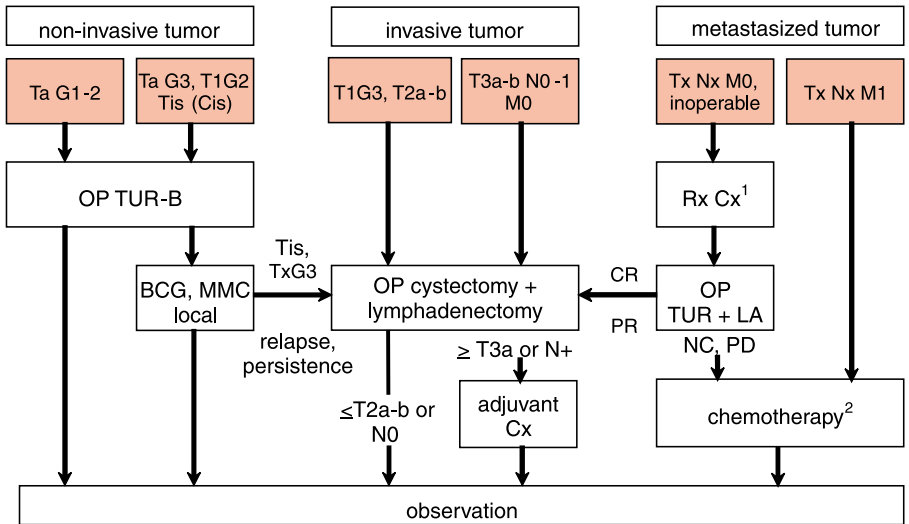 non-invasive tumor
invasive tumor
metastasized tumor
Ta G1-2
Ta G3, T1G2
Tis (Cis)
T1G3, T2a-b
T3a-b N0 -1
M0
Tx Nx M0,
inoperable
Tx Nx M1
OP TUR-B
Rx Cx1
Tis,
TxG3
BCG, MMC
local
OP cystectomy +
lymphadenectomy
CR
PR
OP
TUR + LA
relapse,
persistence
≥ T3a or N+
NC, PD
≤T2a-b or
N0
adjuvant
Cx
chemotherapy2
observation